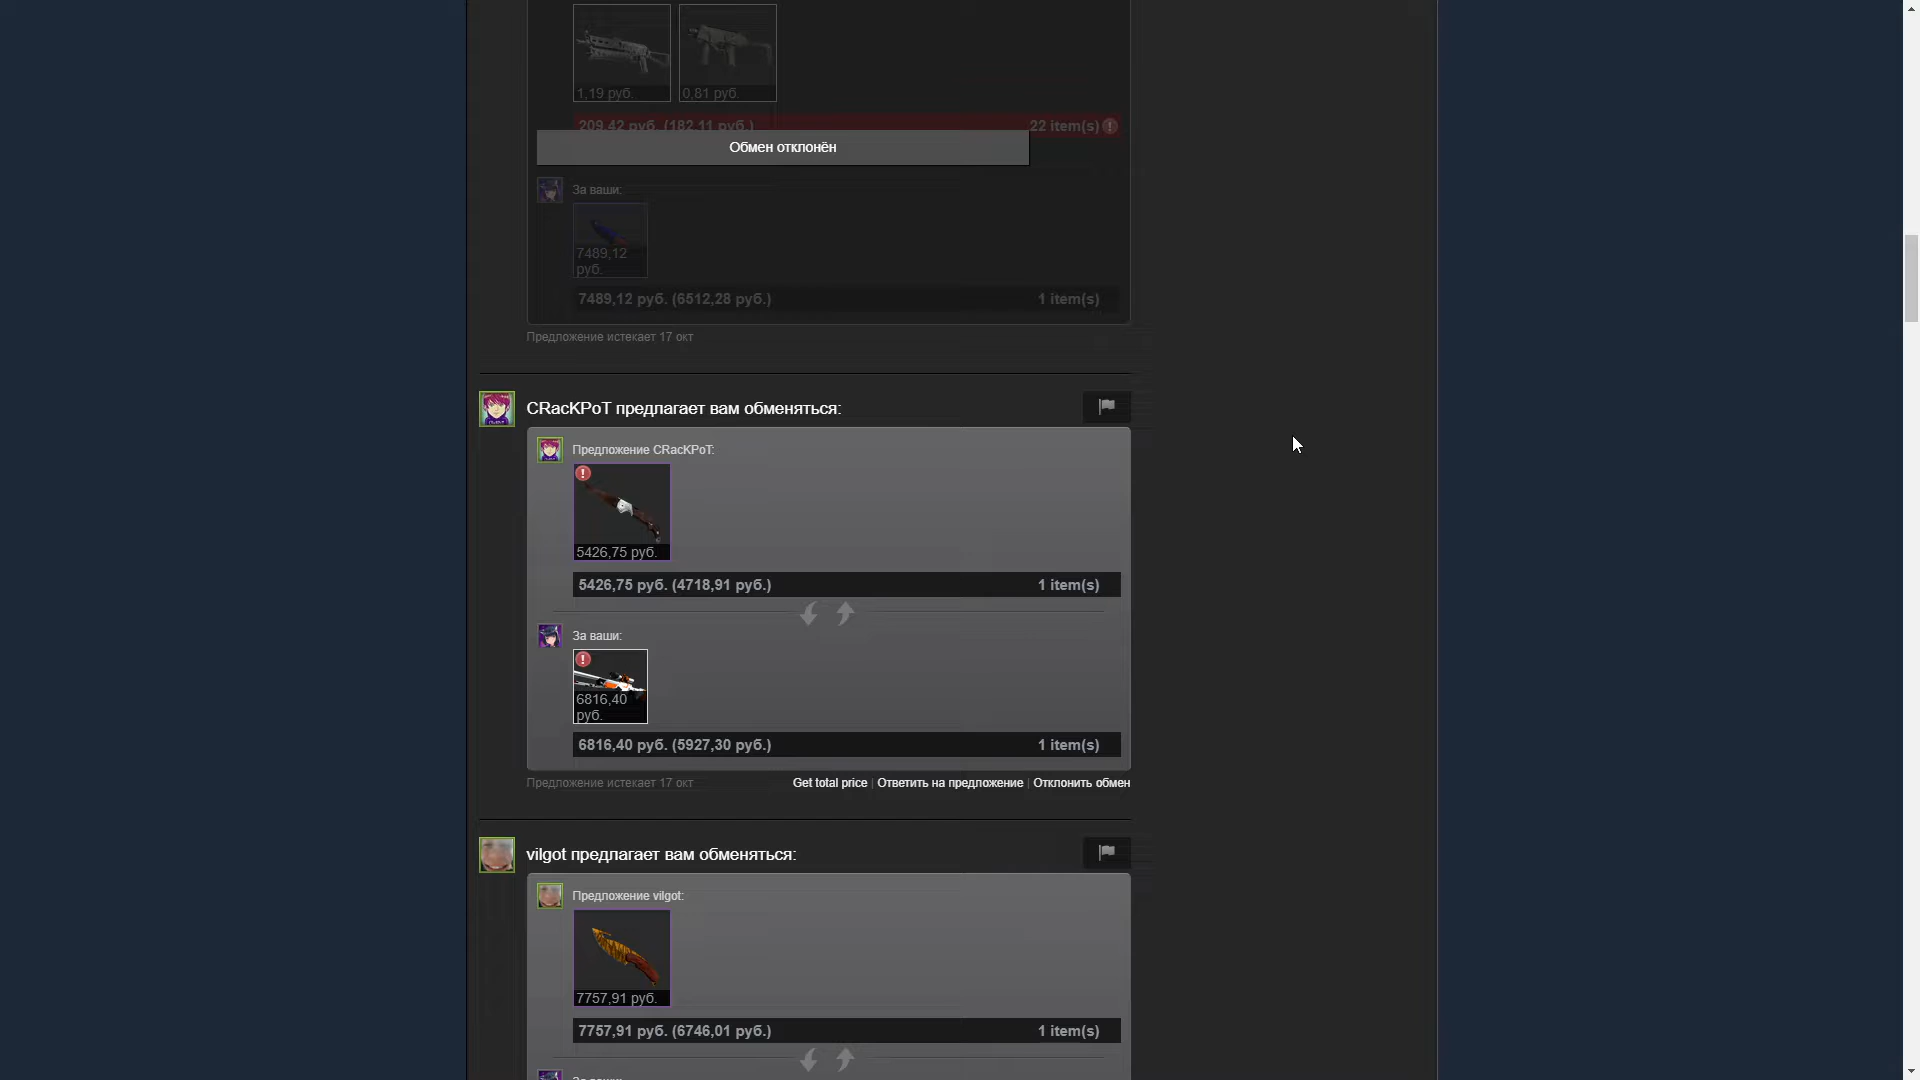 1,19 руб.
0,81 руб.
209,42 руб. (182,11 руб.)
22 item(s)
Обмен отклонён
За ваши:
7489,12
руб.
7489,12 руб. (6512,28 руб.)
1 item(s)
Предложение истекает 17 окт
CRacKPoT предлагает вам обменяться:
Предложение CRacKPoT:
5426,75 руб.
5426,75 руб. (4718,91 руб.)
1 item(s)
За ваши:
6816,40
руб.
6816,40 руб. (5927,30 руб.)
1 item(s)
Предложение истекает 17 окт
Get total price | Ответить на предложение | Отклонить обмен
vilgot предлагает вам обменяться:
Предложение vilgot:
7757,91 руб.
7757,91 руб. (6746,01 руб.)
1 item(s)